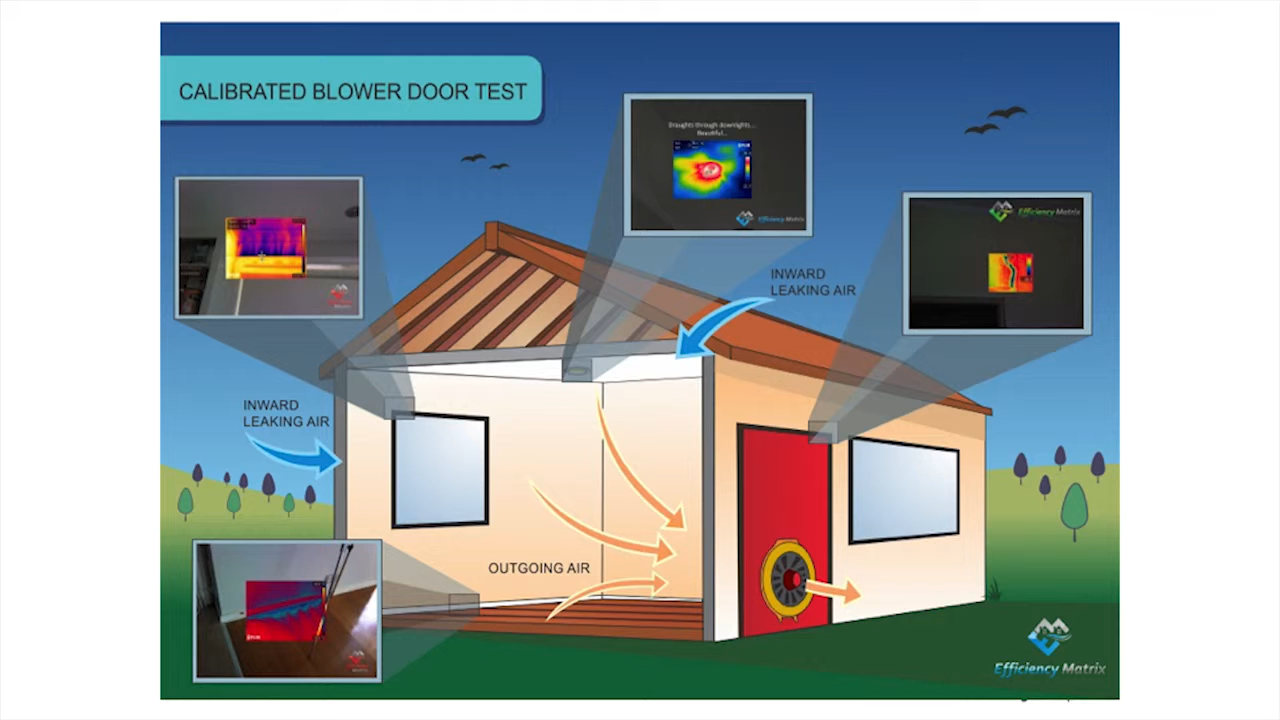 CALIBRATED BLOWER DOOR TEST
Draughts through downlights...
Beautiful...
Efficiency Matrix
Efficiency Matrix
INWARD
LEAKING AIR
INWARD
LEAKING AIR
OUTGOING AIR
Efficiency Matrix